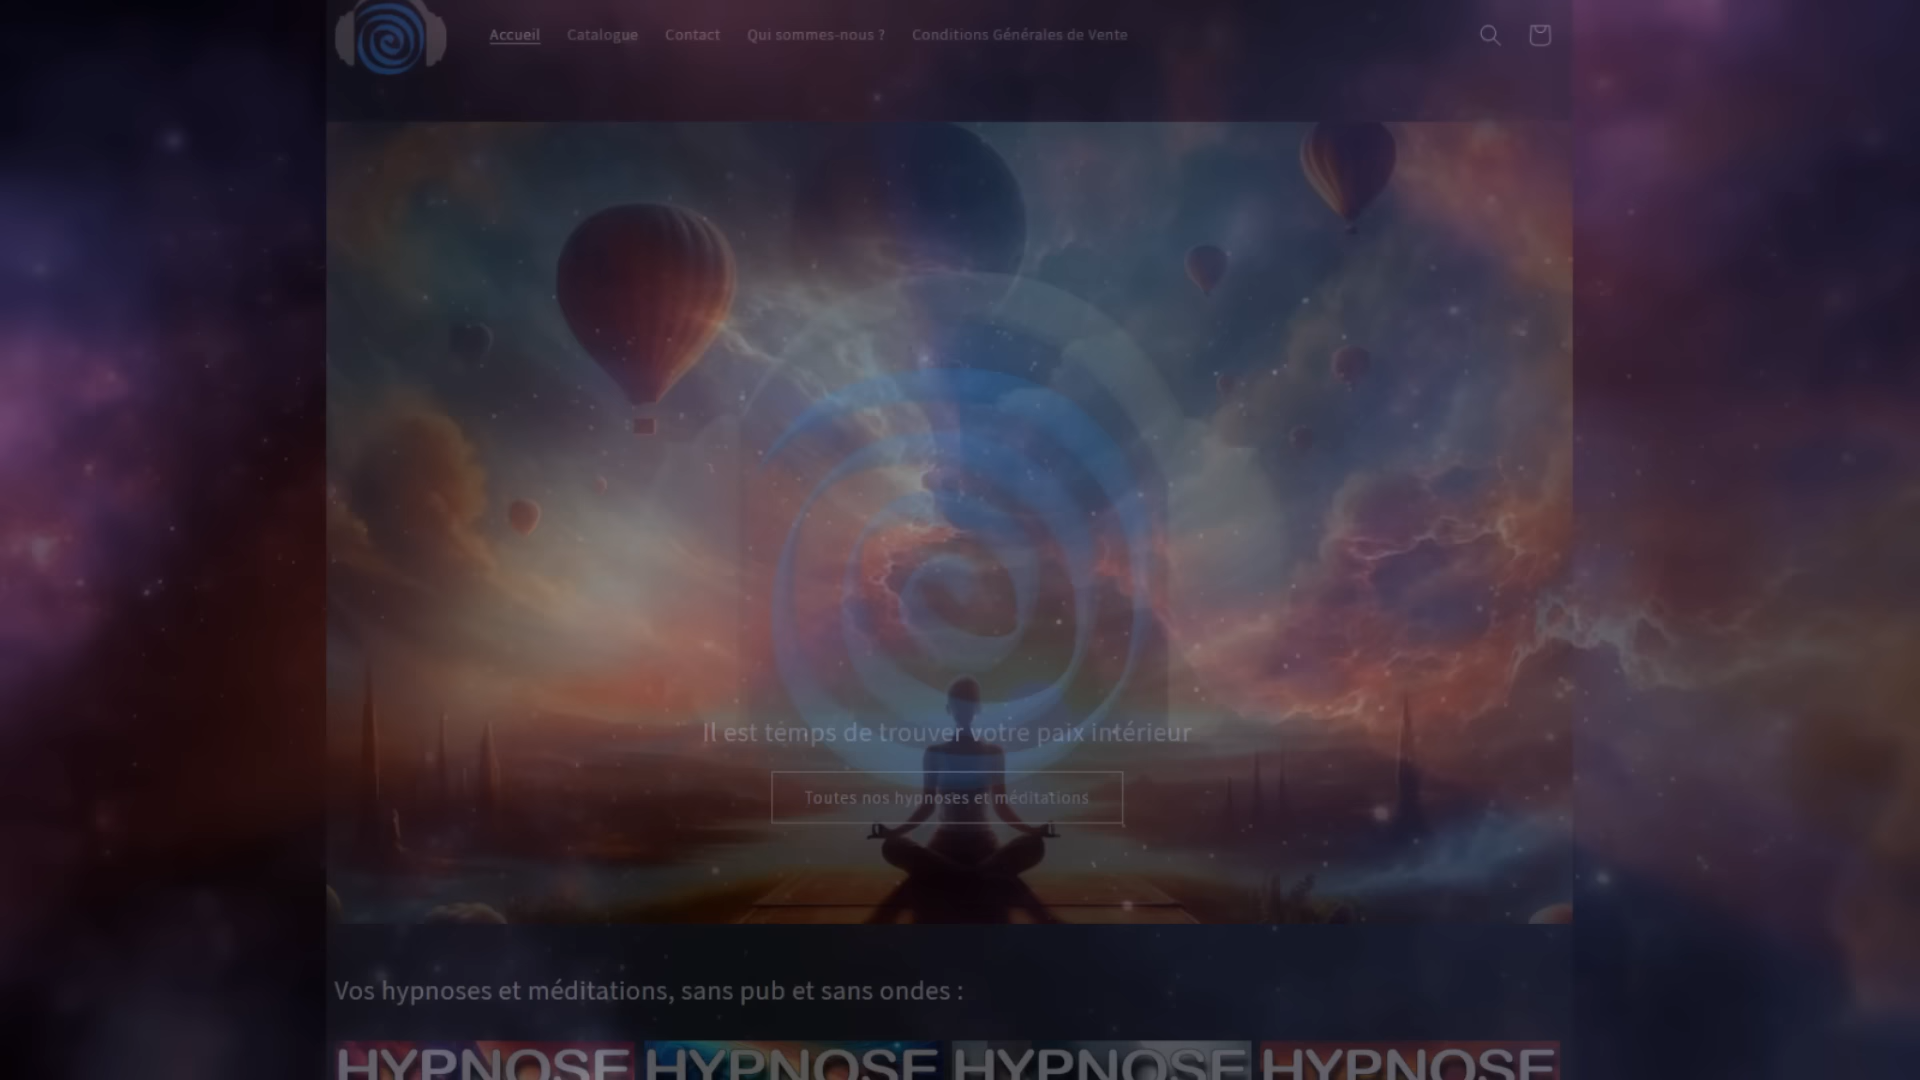 Accueil Catalogue Contact Qui sommes-nous ? Conditions Générales de Vente
Il est temps de trouver votre paix intérieur
Toutes nos hypnoses et méditations
Vos hypnoses et méditations, sans pub et sans ondes :
HYPNOSE HYPNOSE HYPNOSE HYPNOSE